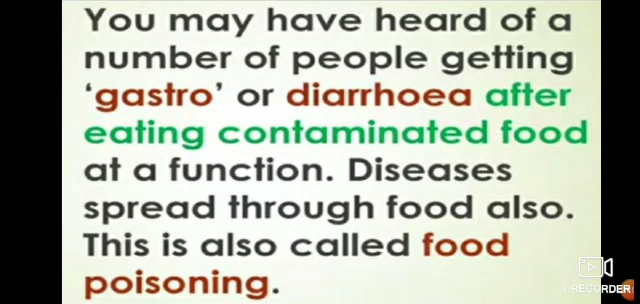 You may have heard of a
number of people getting
‘gastro’ or diarrhoea after
eating contaminated food
at a function. Diseases
spread through food also.
This is also called food
poisoning.
V RECORDER